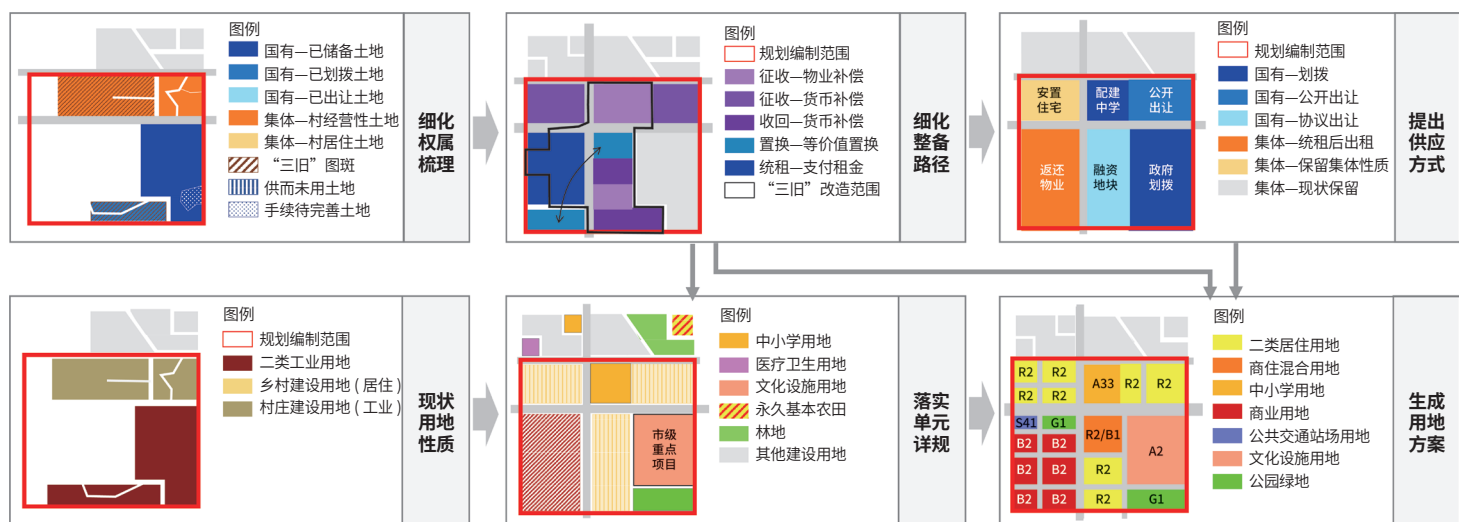 图例
国有—已储备土地
国有—已划拨土地
国有—已出让土地
集体—村经营性土地
集体—村居住土地
“三旧”图斑
供而未用土地
手续待完善土地
细化
权属
梳理
图例
规划编制范围
征收—物业补偿
征收—货币补偿
收回—货币补偿
置换—等价值置换
统租—支付租金
“三旧”改造范围
细化
整备
路径
安置
住宅
配建
中学
公开
出让
返还
物业
融资
地块
政府
划拨
图例
规划编制范围
国有—划拨
国有—公开出让
国有—协议出让
集体—统租后出租
集体—保留集体性质
集体—现状保留
提出
供应
方式
图例
规划编制范围
二类工业用地
乡村建设用地(居住)
村庄建设用地(工业)
现状
用地
性质
市级
重点
项目
图例
中小学用地
医疗卫生用地
文化设施用地
永久基本农田
林地
其他建设用地
落实
单元
详规
R2 R2 A33 R2 R2
R2 R2
S41 G1
B2 B2 R2/B1 A2
B2 B2 R2
B2 B2 R2 G1
图例
二类居住用地
商住混合用地
中小学用地
商业用地
公共交通站场用地
文化设施用地
公园绿地
生成
用地
方案